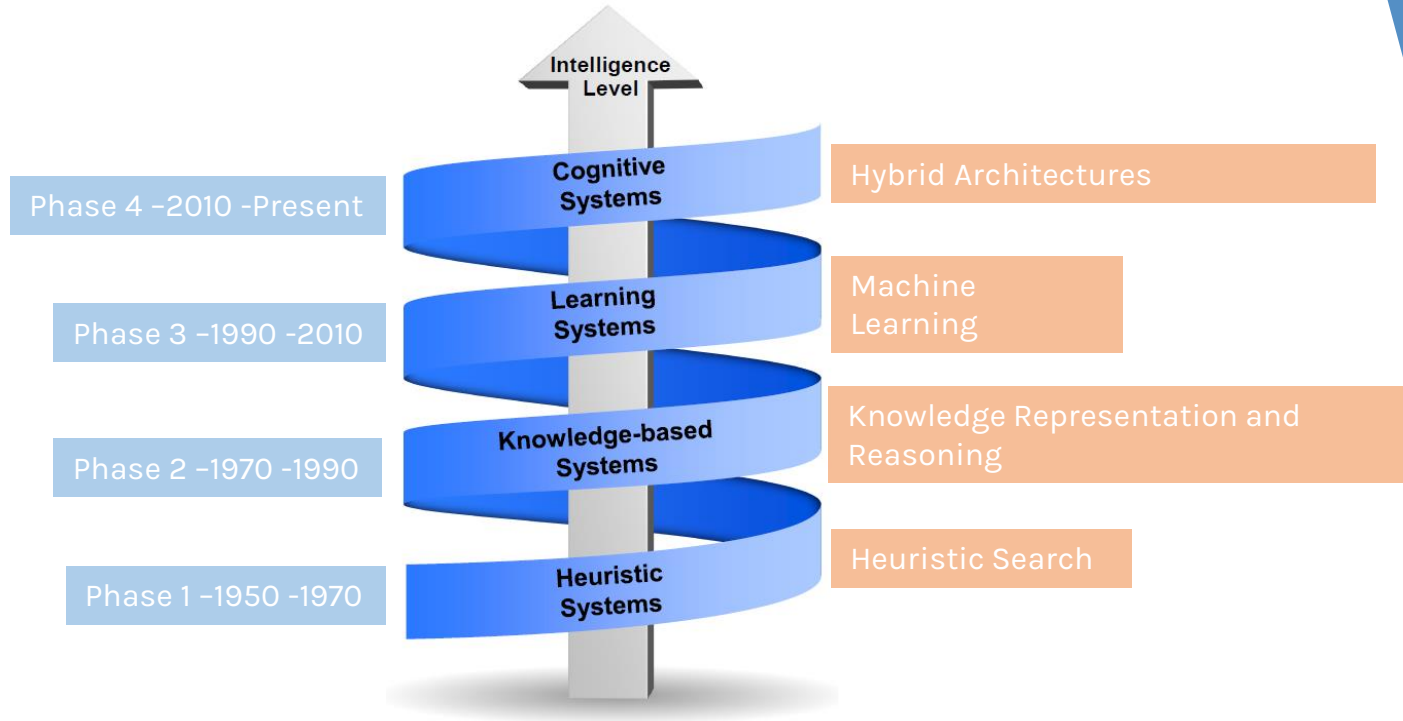 Intelligence
Level
Phase 4 –2010 -Present
Cognitive
Systems
Hybrid Architectures
Phase 3 –1990 -2010
Learning
Systems
Machine
Learning
Phase 2 –1970 -1990
Knowledge-based
Systems
Knowledge Representation and
Reasoning
Phase 1 –1950 -1970
Heuristic
Systems
Heuristic Search